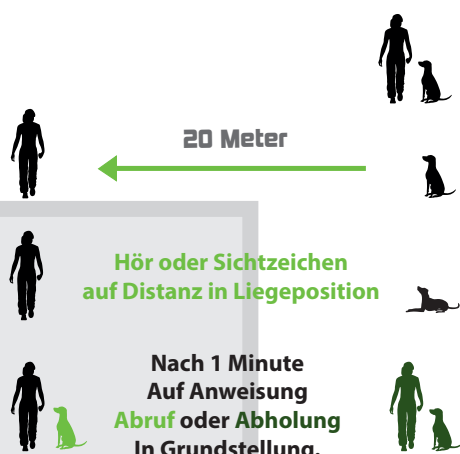 20 Meter
Hör oder Sichtzeichen
auf Distanz in Liegeposition
Nach 1 Minute
Auf Anweisung
Abruf oder Abholung
In Grundstellung.